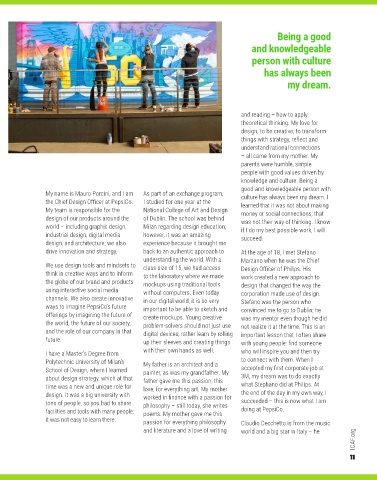 Being a good
and knowledgeable
person with culture
has always been
my dream.
My name is Mauro Porcini, and I am
the Chief Design Officer at PepsiCo.
My team is responsible for the
design of our products around the
world – including graphic design,
industrial design, digital media
design, and architecture; we also
drive innovation and strategy.
We use design tools and mindsets to
think in creative ways and to inform
the globe of our brand and products
using interactive social media
channels. We also create innovative
ways to imagine PepsiCo's future
offerings by imagining the future of
the world, the future of our society,
and the role of our company in that
future.
I have a Master's Degree from
Polytechnic University of Milan's
School of Design, where I learned
about design strategy, which at that
time was a new and unique role for
design. It was a big university with
tons of people, so you had to share
facilities and tools with many people;
it was not easy to learn there.
As part of an exchange program,
I studied for one year at the
National College of Art and Design
of Dublin. The school was behind
Milan regarding design education,
however, it was an amazing
experience because it brought me
back to an authentic approach to
understanding the world. With a
class size of 15, we had access
to the laboratory where we made
mockups using traditional tools
without computers. Even today
in our digital world, it is so very
important to be able to sketch and
create mockups. Young creative
problem-solvers should not just use
digital devices; rather learn by rolling
up their sleeves and creating things
with their own hands as well.
My father is an architect and a
painter, as was my grandfather. My
father gave me this passion, this
love, for everything art. My mother
worked in finance with a passion for
philosophy – still today, she writes
poems. My mother gave me this
passion for everything philosophy
and literature and a love of writing
and reading – how to apply
theoretical thinking. My love for
design, to be creative, to transform
things with strategy, reflect and
understand rational connections
– all came from my mother. My
parents were humble, simple
people with good values driven by
knowledge and culture. Being a
good and knowledgeable person with
culture has always been my dream. I
learned that it was not about making
money or social connections; that
was not their way of thinking. I know
if I do my best possible work, I will
succeed.
At the age of 18, I met Stefano
Marzano when he was the Chief
Design Officer of Philips. His
work created a new approach to
design that changed the way the
corporation made use of design.
Stefano was the person who
convinced me to go to Dublin; he
was my mentor even though he did
not realize it at the time. This is an
important lesson that I often share
with young people: find someone
who will inspire you and then try
to connect with them. When I
accepted my first corporate job at
3M, my dream was to do exactly
what Stephano did at Philips. At
the end of the day in my own way, I
succeeded – this is now what I am
doing at PepsiCo.
Claudio Cecchetto is from the music
world and a big star in Italy – he
ICAF.org
11